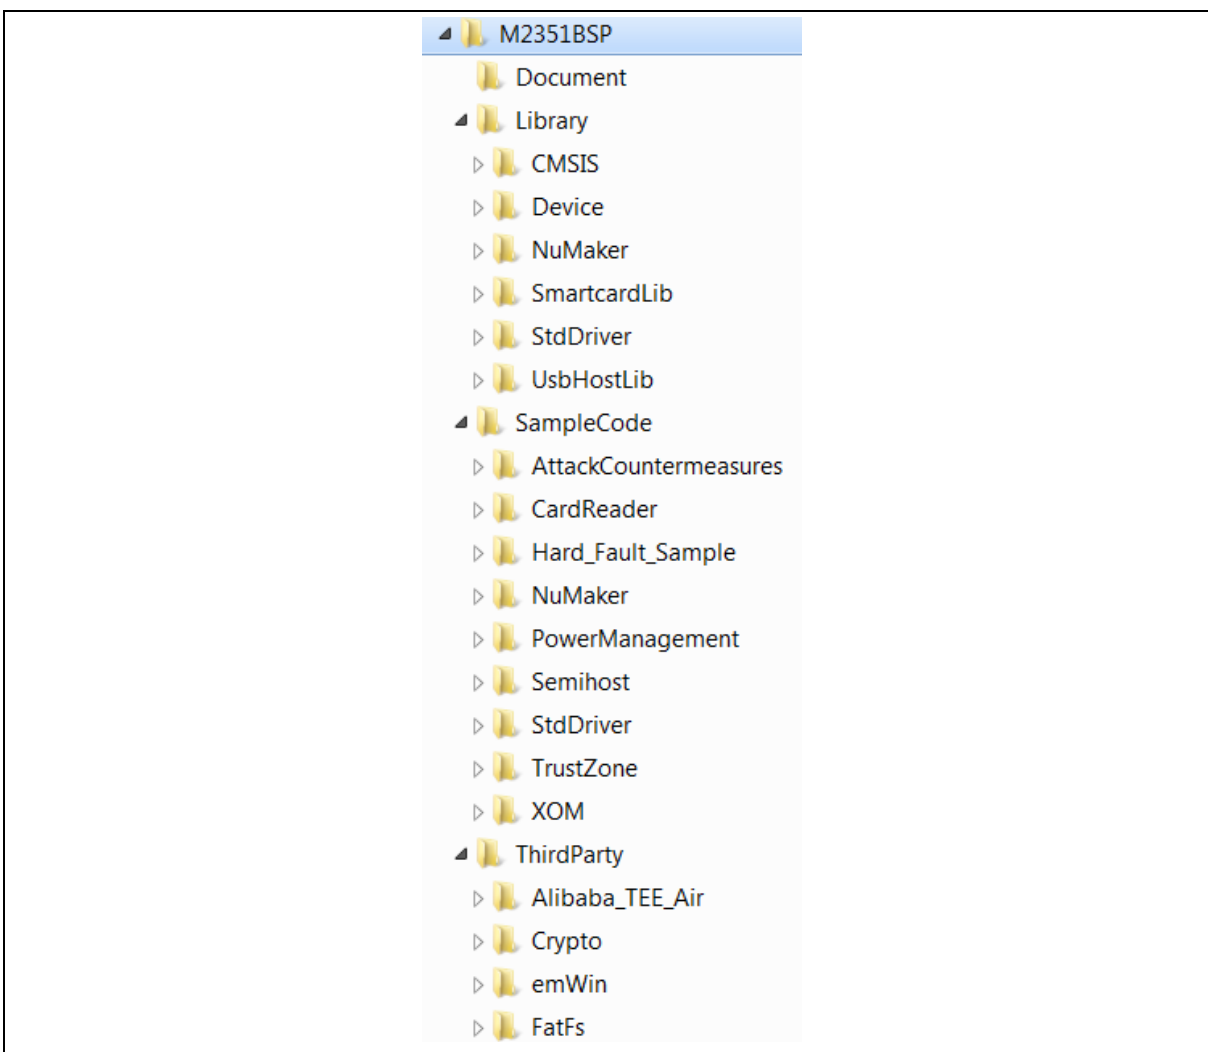 M2351BSP
Document
Library
CMSIS
Device
NuMaker
SmartcardLib
StdDriver
UsbHostLib
SampleCode
AttackCountermeasures
CardReader
Hard_Fault_Sample
NuMaker
PowerManagement
Semihost
StdDriver
TrustZone
XOM
ThirdParty
Alibaba_TEE_Air
Crypto
emWin
FatFs